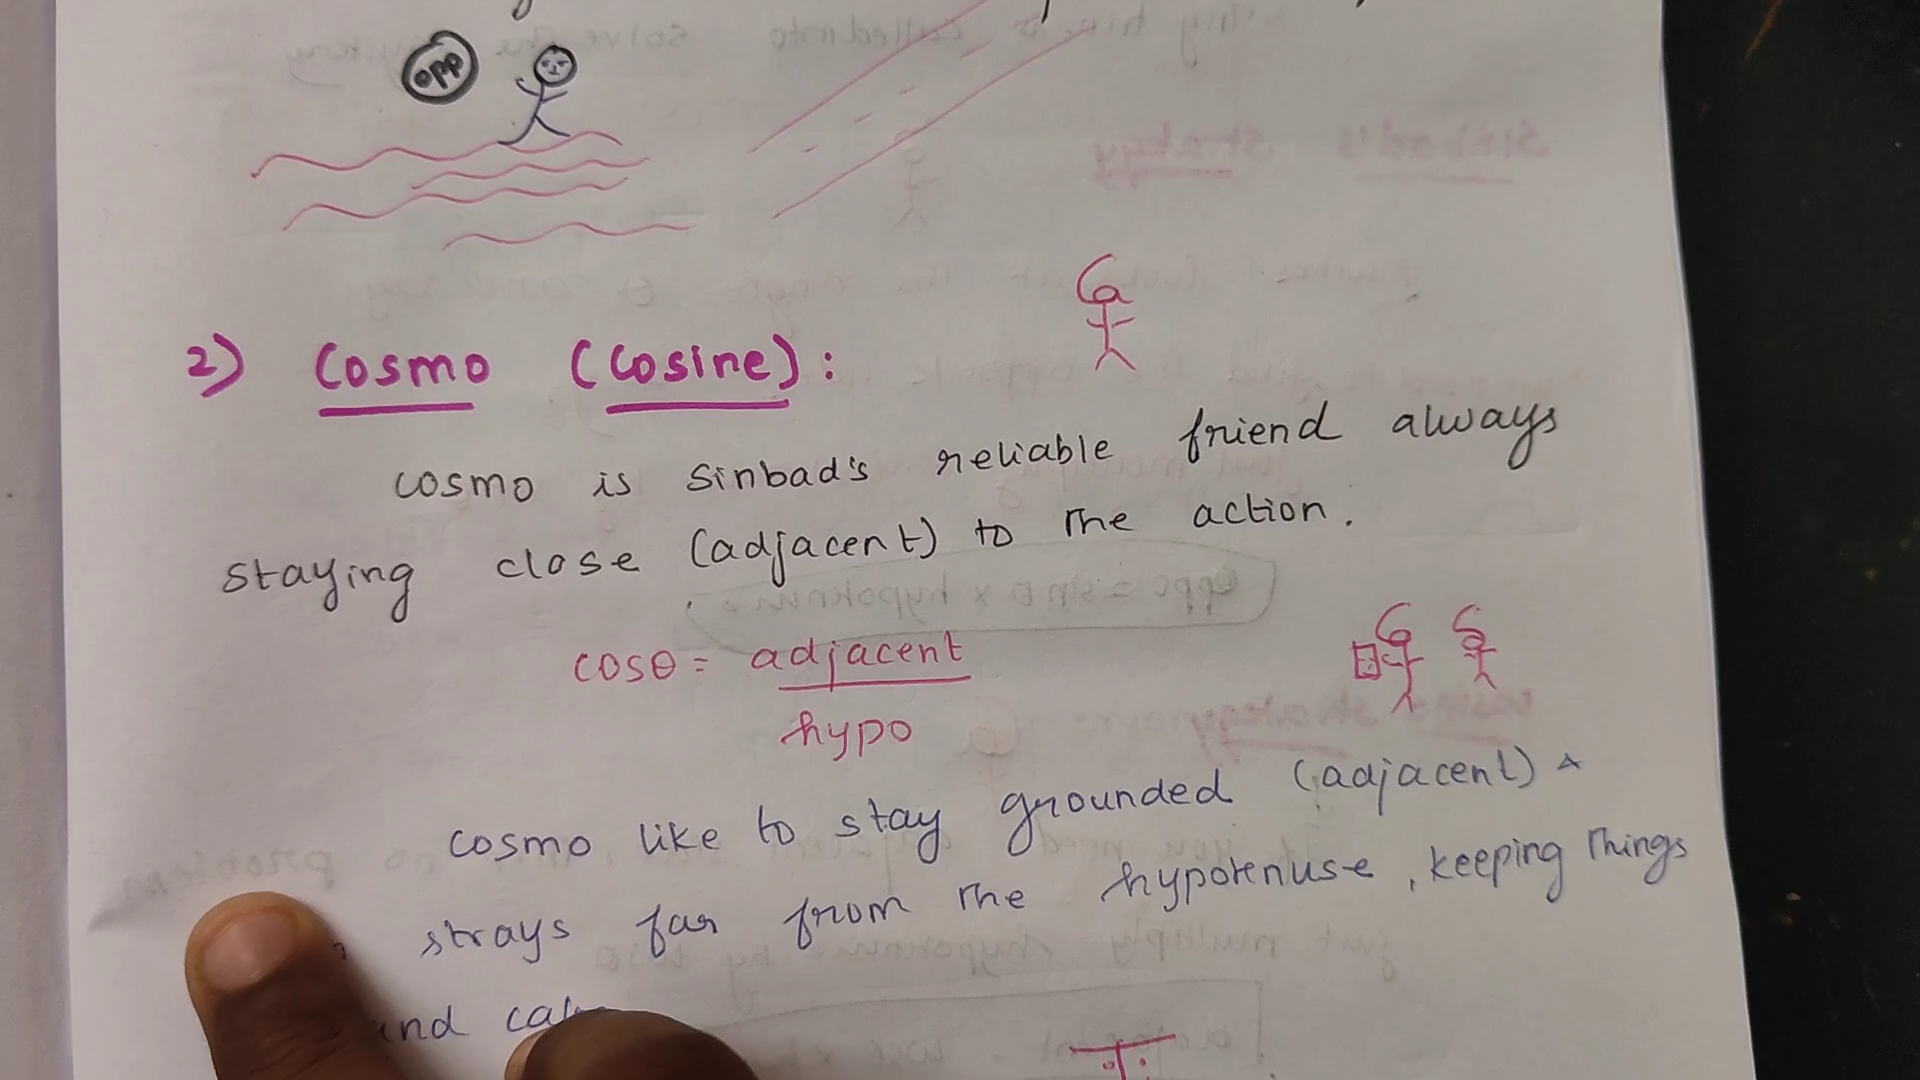 opp
2) Cosmo (Cosine):
cosmo is Sinbad's reliable friend always
staying close (adjacent) to The action.
cosθ = adjacent
hypo
cosmo like to stay grounded (adjacent) &
strays far from The hypotenuse, keeping Things
and